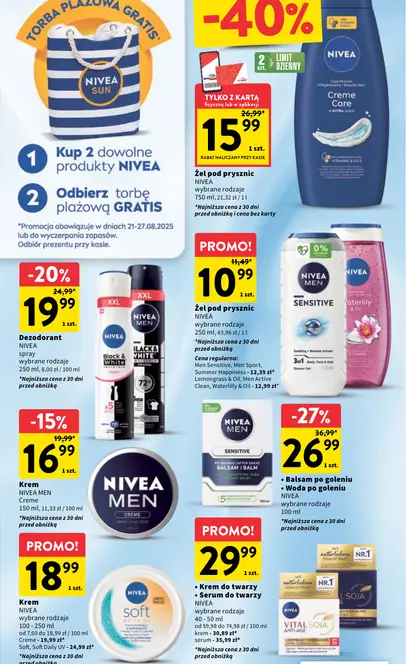 TORBA PLAŻOWA GRATIS*
NIVEA
SUN
1 Kup 2 dowolne
produkty NIVEA
2 Odbierz torbę
plażową GRATIS
*Promocja obowiązuje w dniach 21-27.08.2025
lub do wyczerpania zapasów.
Odbiór prezentu przy kasie.
-40%
2 szt.
LIMIT
DZIENNY
TYLKO Z KARTĄ
fizyczną lub w aplikacji
26,99*
15 99
1 szt.
RABAT NALICZANY PRZY KASIE
Żel pod prysznic
NIVEA
wybrane rodzaje
750 ml, 21,32 zł / 1 l
*Najniższa cena z 30 dni
przed obniżką i cena bez karty
NIVEA
Creme
Care
PROMO!
11,49*
10 99
1 szt.
Żel pod prysznic
NIVEA
wybrane rodzaje
250 ml, 43,96 zł / 1 l
*Najniższa cena z 30 dni
przed obniżką
Cena regularna:
Men Sensitive, Men Sport,
Summer Happiness - 12,39 zł*
Lemongrass & Oil; Men Active
Clean, Waterlilly & Oil - 12,99 zł*
0%
NIVEA
MEN
SENSITIVE
3in1
NIVEA
Waterlily
& Oil
-20%
24,99*
19 99
1 szt.
Dezodorant
NIVEA
spray
wybrane rodzaje
250 ml, 8,00 zł / 100 ml
*Najniższa cena z 30 dni
przed obniżką
XXL
NIVEA
Black &
White
XXL
NIVEA
MEN
BLACK &
WHITE
72H
-15%
19,99*
16 99
1 szt.
Krem
NIVEA MEN
Creme
150 ml, 11,33 zł / 100 ml
*Najniższa cena z 30 dni
przed obniżką
NIVEA
MEN
CREME
NIVEA
MEN
SENSITIVE
BALSAM / BALM
-27%
36,99*
26 99
1 szt.
• Balsam po goleniu
• Woda po goleniu
NIVEA
wybrane rodzaje
100 ml
*Najniższa cena z 30 dni
przed obniżką
PROMO!
18 99
1 szt.
Krem
NIVEA
wybrane rodzaje
100 - 250 ml
od 7,60 do 18,99 zł / 100 ml
Creme - 19,99 zł*
Soft, Soft Daily UV - 24,99 zł*
*Najniższa cena z 30 dni
przed obniżką
NIVEA
soft
PROMO!
29 99
1 szt.
• Krem do twarzy
• Serum do twarzy
NIVEA
wybrane rodzaje
40 - 50 ml
od 59,98 do 74,98 zł / 100 ml
krem - 30,89 zł*
serum - 35,99 zł*
*Najniższa cena z 30 dni
przed obniżką
NR.1
NIVEA
VITAL SOJA
ANTI-AGE
NR.1
SOJA